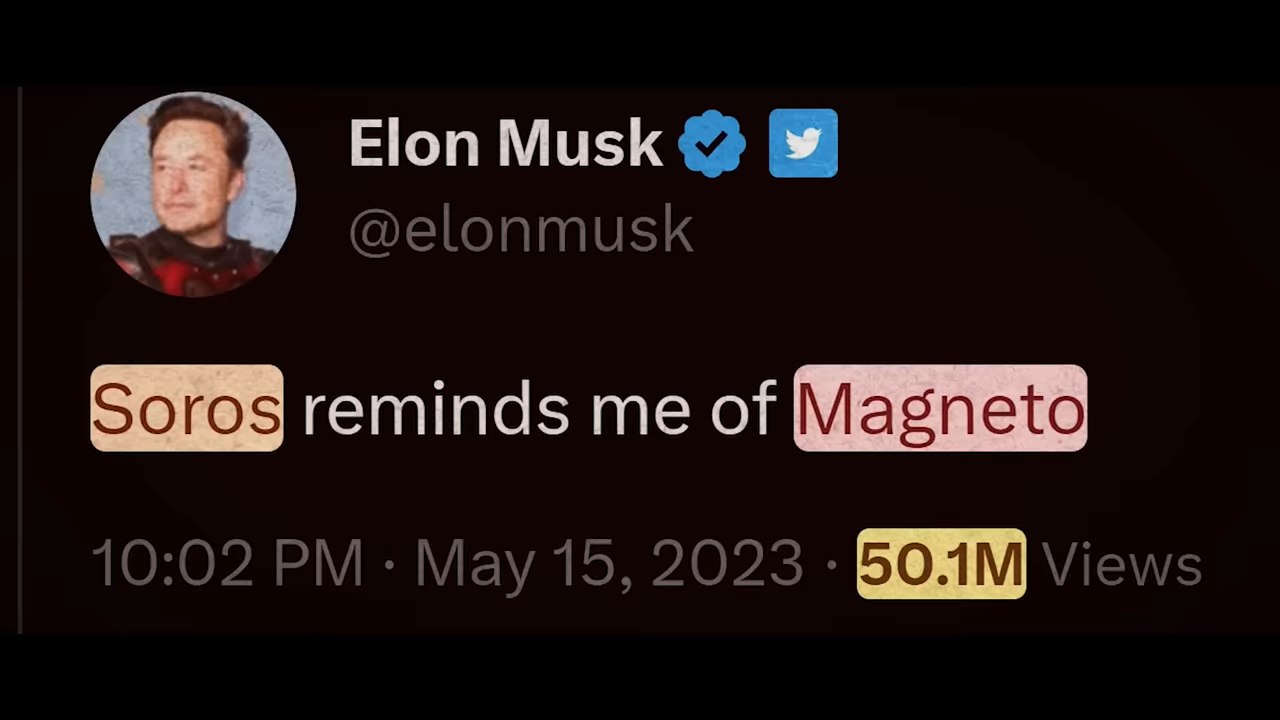 Elon Musk
@elonmusk
Soros reminds me of Magneto
10:02 PM · May 15, 2023 · 50.1M Views